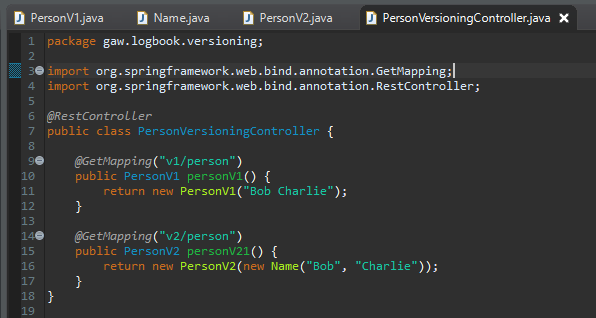 PersonV1.java Name.java PersonV2.java PersonVersioningController.java
1 package gaw.logbook.versioning;
2
3 import org.springframework.web.bind.annotation.GetMapping;
4 import org.springframework.web.bind.annotation.RestController;
5
6 @RestController
7 public class PersonVersioningController {
8
9     @GetMapping("v1/person")
10     public PersonV1 personV1() {
11         return new PersonV1("Bob Charlie");
12     }
13
14     @GetMapping("v2/person")
15     public PersonV2 personV21() {
16         return new PersonV2(new Name("Bob", "Charlie"));
17     }
18 }
19